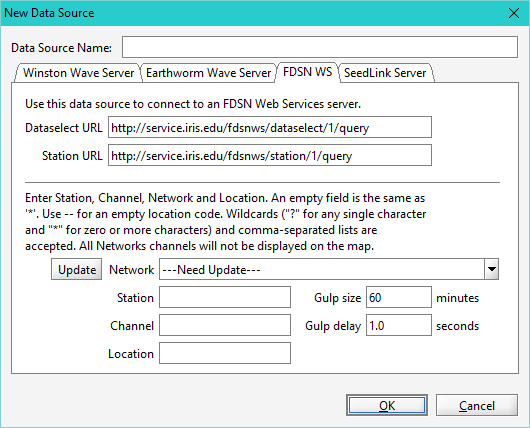 New Data Source
Data Source Name:
Winston Wave Server Earthworm Wave Server FDSN WS SeedLink Server
Use this data source to connect to an FDSN Web Services server.
Dataselect URL http://service.iris.edu/fdsnws/dataselect/1/query
Station URL http://service.iris.edu/fdsnws/station/1/query
Enter Station, Channel, Network and Location. An empty field is the same as
'*'. Use -- for an empty location code. Wildcards ("?" for any single character
and "*" for zero or more characters) and comma-separated lists are
accepted. All Networks channels will not be displayed on the map.
Update Network ---Need Update---
Station Gulp size 60 minutes
Channel Gulp delay 1.0 seconds
Location
OK Cancel